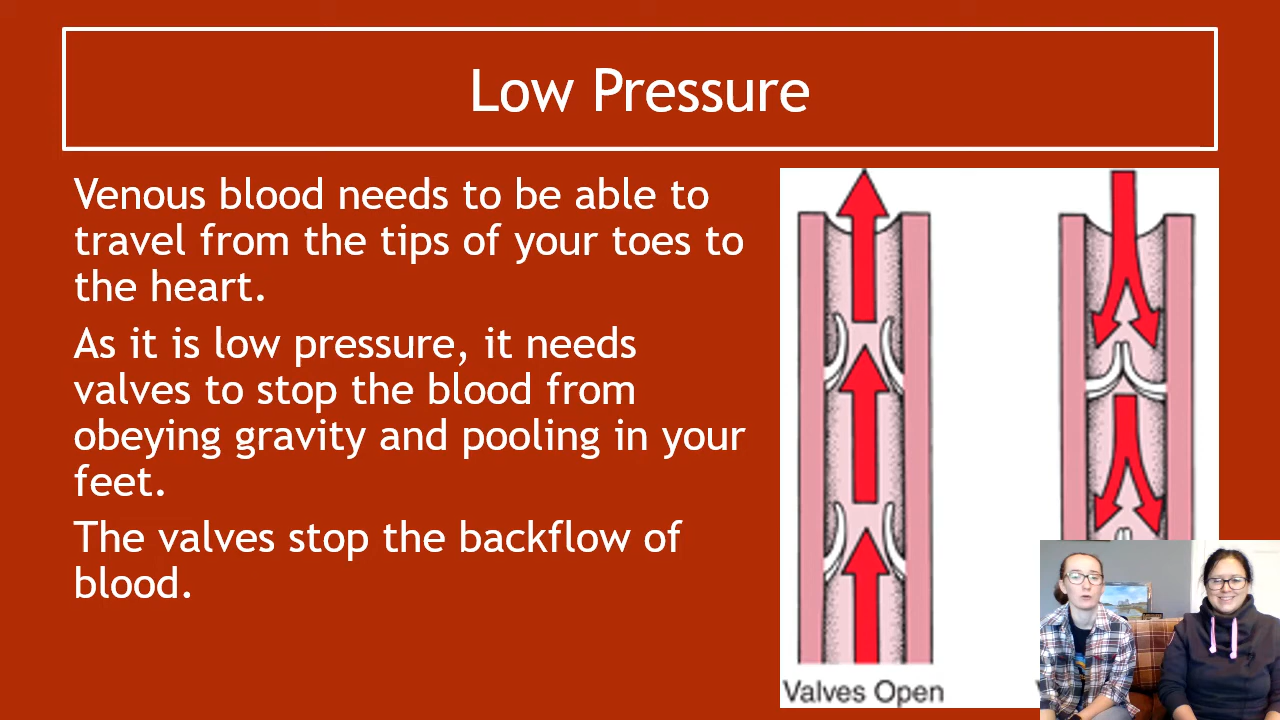 Low Pressure
Venous blood needs to be able to
travel from the tips of your toes to
the heart.
As it is low pressure, it needs
valves to stop the blood from
obeying gravity and pooling in your
feet.
The valves stop the backflow of
blood.
Valves Open